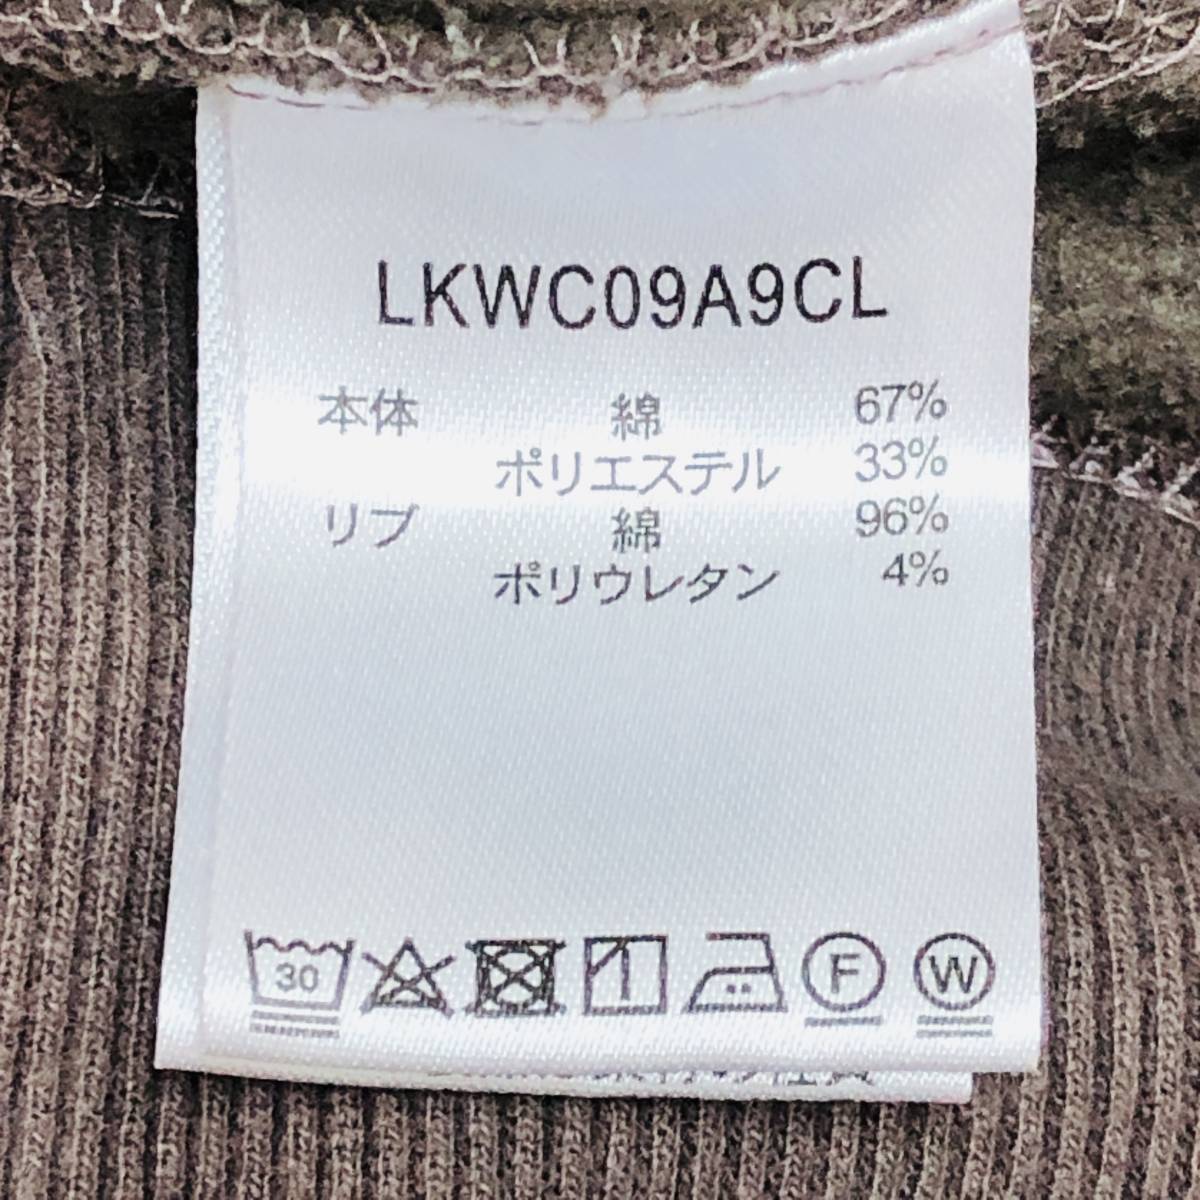 LKWC09A9CL
本体 綿 67%
ポリエステル 33%
リブ 綿 96%
ポリウレタン 4%
30 F W